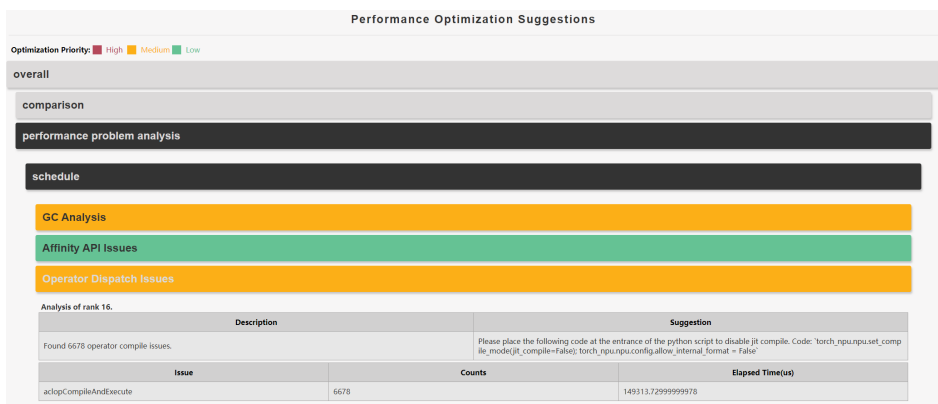 Performance Optimization Suggestions
Optimization Priority: High Medium Low
overall
comparison
performance problem analysis
schedule
GC Analysis
Affinity API Issues
Operator Dispatch Issues
Analysis of rank 16.
Description Suggestion
Found 6678 operator compile issues. Please place the following code at the entrance of the python script to disable jit compile. Code: `torch_npu.npu.set_comp
ile_mode(jit_compile=False); torch_npu.npu.config.allow_internal_format = False`
Issue Counts Elapsed Time(us)
aclopCompileAndExecute 6678 149313.72999999978